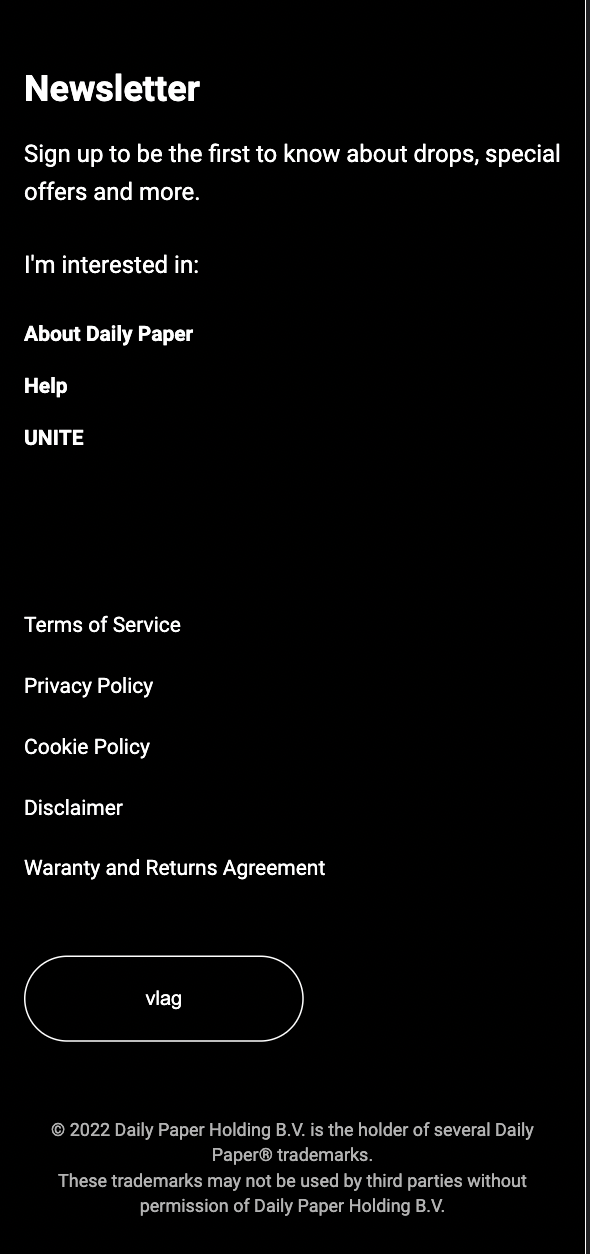 Newsletter
Sign up to be the first to know about drops, special
offers and more.
I'm interested in:
About Daily Paper
Help
UNITE
Terms of Service
Privacy Policy
Cookie Policy
Disclaimer
Waranty and Returns Agreement
vlag
© 2022 Daily Paper Holding B.V. is the holder of several Daily
Paper® trademarks.
These trademarks may not be used by third parties without
permission of Daily Paper Holding B.V.